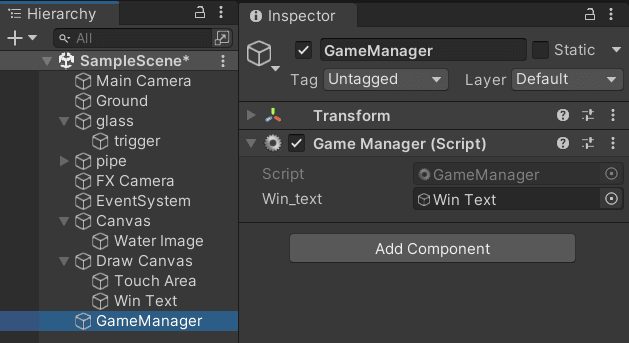 Hierarchy
All
SampleScene*
Main Camera
Ground
glass
trigger
pipe
FX Camera
EventSystem
Canvas
Water Image
Draw Canvas
Touch Area
Win Text
GameManager
Inspector
GameManager
Static
Tag Untagged Layer Default
Transform
Game Manager (Script)
Script GameManager
Win_text Win Text
Add Component